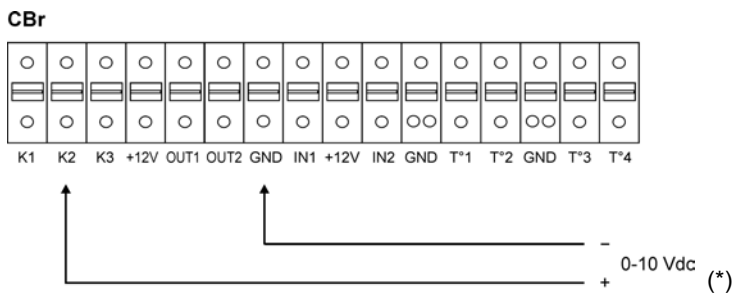 CBr
K1 K2 K3 +12V OUT1 OUT2 GND IN1 +12V IN2 GND T°1 T°2 GND T°3 T°4
−
0-10 Vdc (*)
+